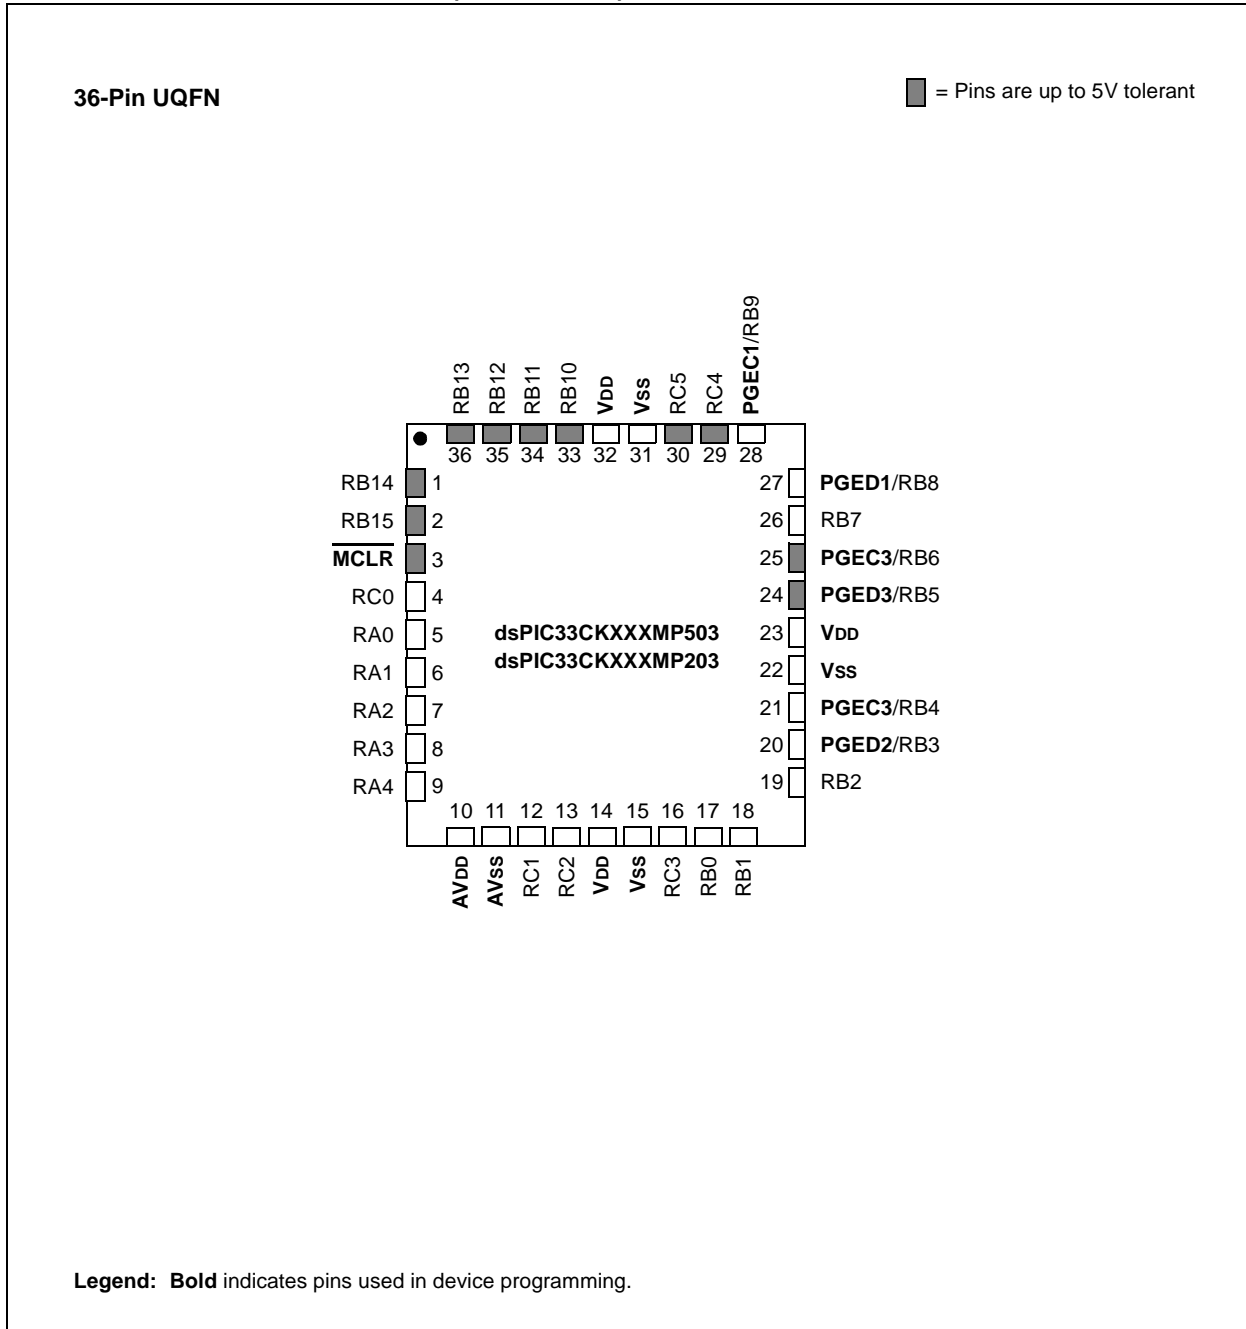 36-Pin UQFN
= Pins are up to 5V tolerant
RB13
RB12
RB11
RB10
VDD
VSS
RC5
RC4
PGEC1/RB9
36 35 34 33 32 31 30 29 28
RB14 1
RB15 2
MCLR 3
RC0 4
RA0 5
RA1 6
RA2 7
RA3 8
RA4 9
dsPIC33CKXXXMP503
dsPIC33CKXXXMP203
27 PGED1/RB8
26 RB7
25 PGEC3/RB6
24 PGED3/RB5
23 VDD
22 VSS
21 PGEC3/RB4
20 PGED2/RB3
19 RB2
10 11 12 13 14 15 16 17 18
AVDD
AVSS
RC1
RC2
VDD
VSS
RC3
RB0
RB1
Legend: Bold indicates pins used in device programming.